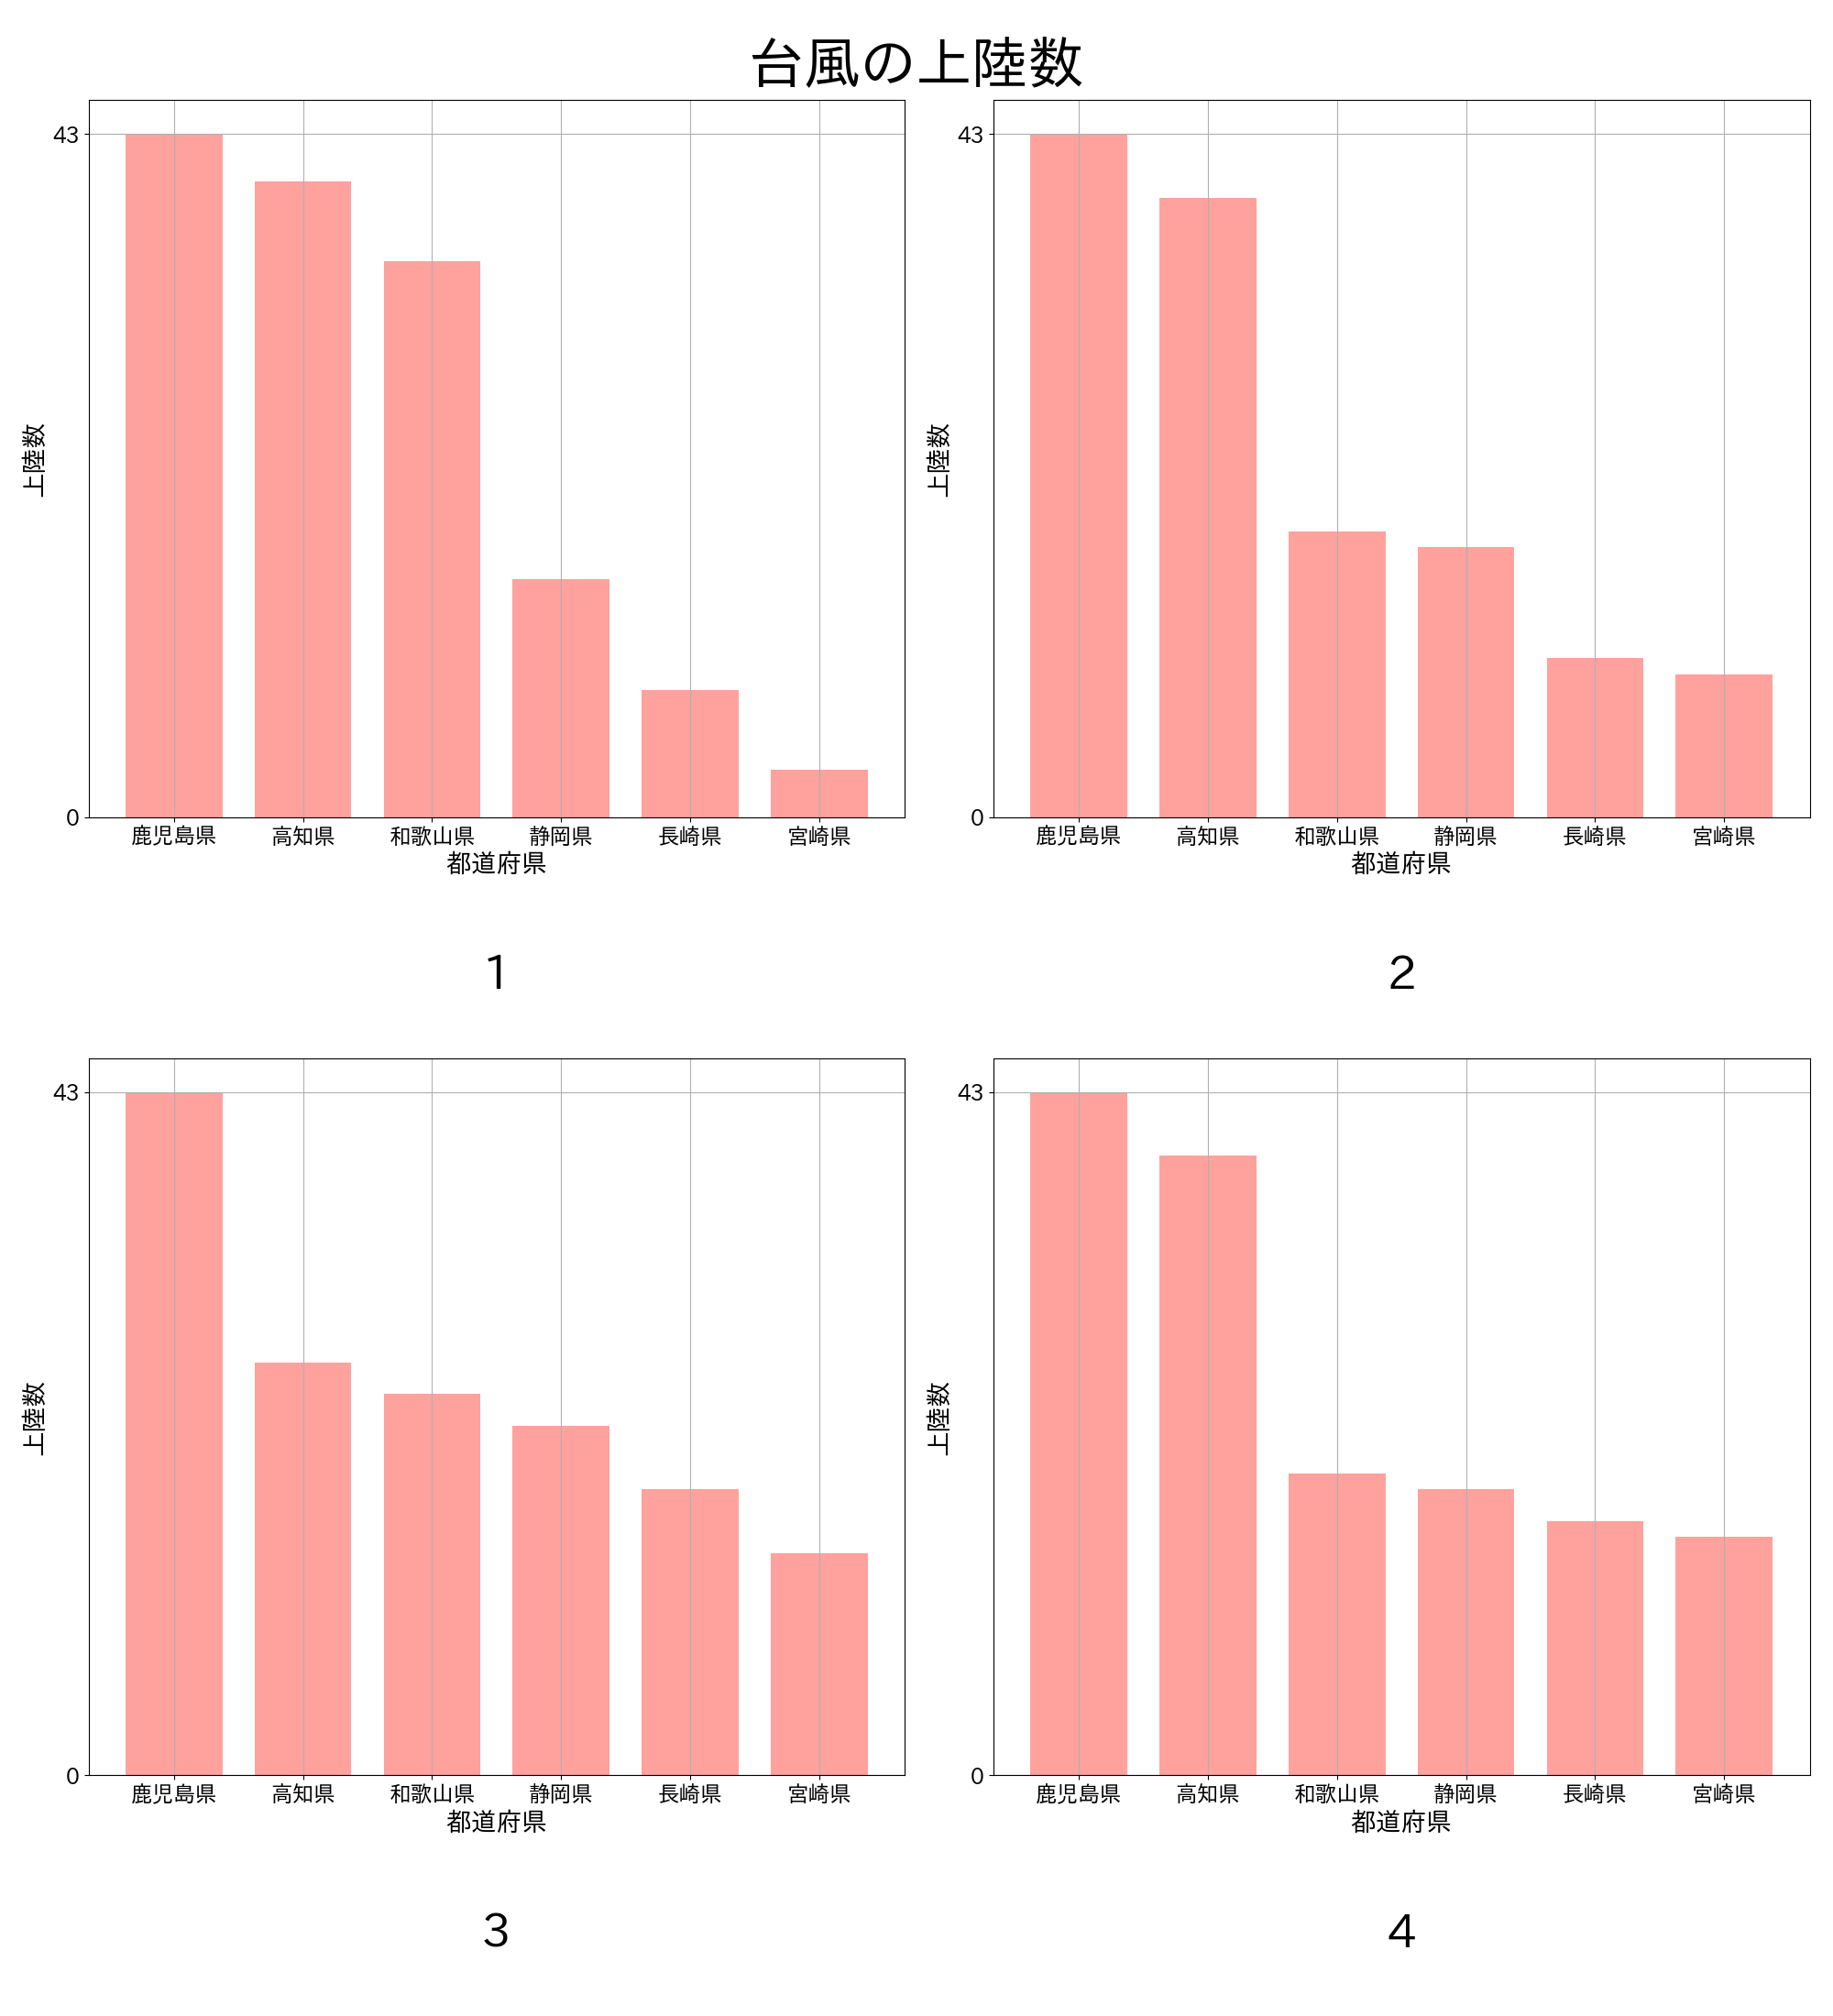 台風の上陸数
43
0
上陸数
鹿児島県 高知県 和歌山県 静岡県 長崎県 宮崎県
都道府県
1
43
0
上陸数
鹿児島県 高知県 和歌山県 静岡県 長崎県 宮崎県
都道府県
2
43
0
上陸数
鹿児島県 高知県 和歌山県 静岡県 長崎県 宮崎県
都道府県
3
43
0
上陸数
鹿児島県 高知県 和歌山県 静岡県 長崎県 宮崎県
都道府県
4